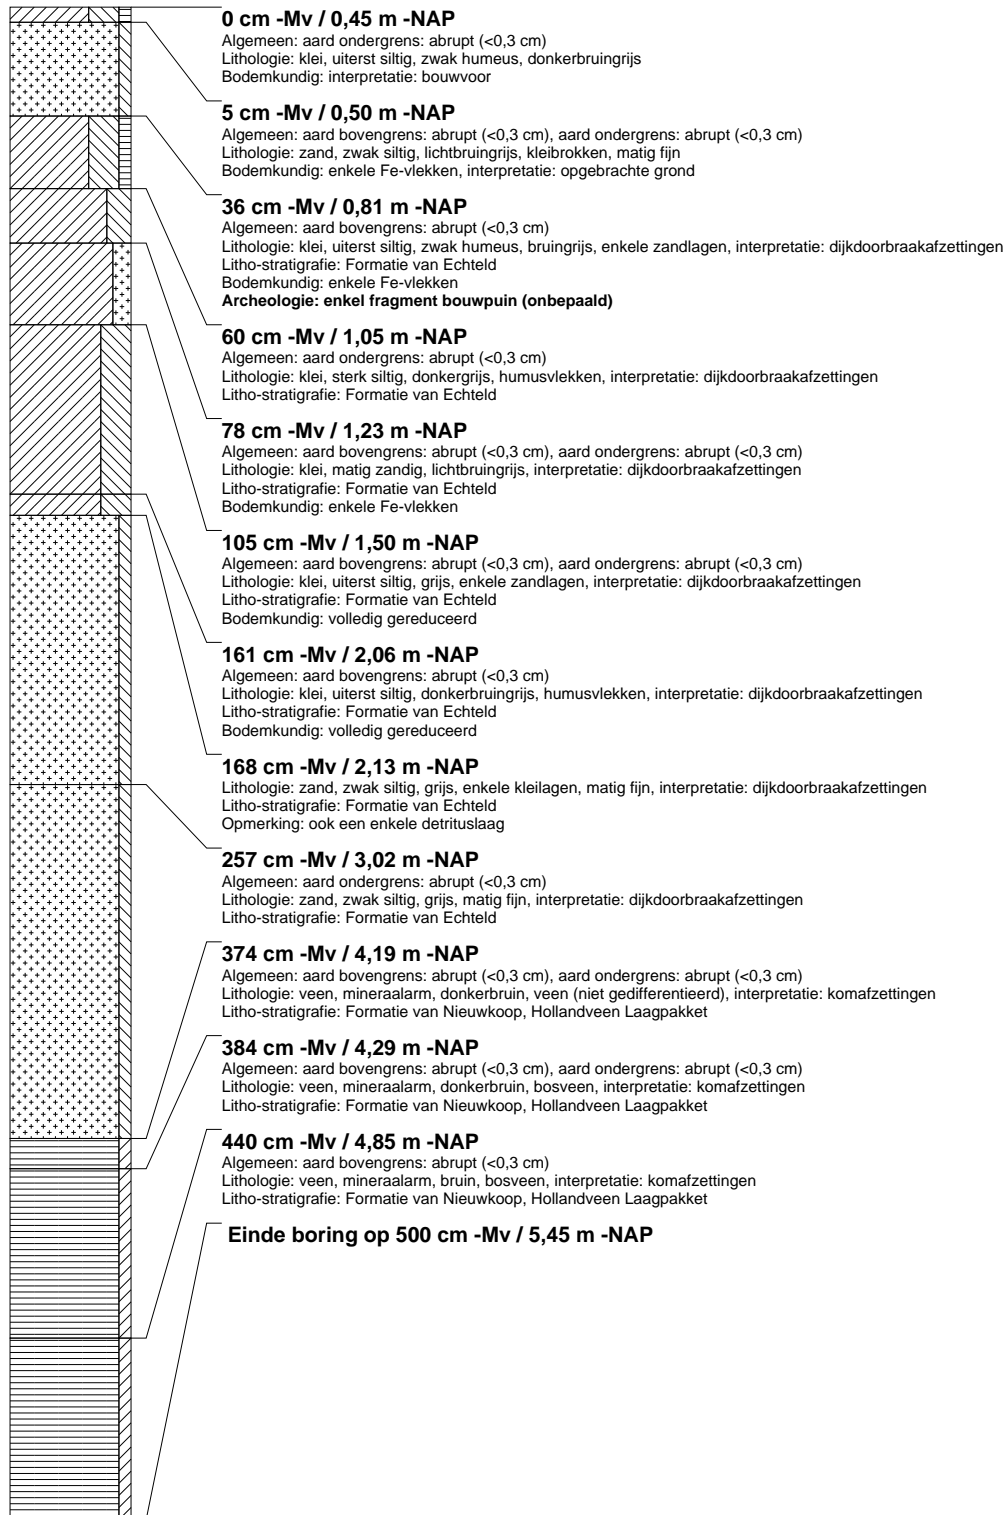 0 cm -Mv / 0,45 m -NAP
Algemeen: aard ondergrens: abrupt (<0,3 cm)
Lithologie: klei, uiterst siltig, zwak humeus, donkerbruingrijs
Bodemkundig: interpretatie: bouwvoor
5 cm -Mv / 0,50 m -NAP
Algemeen: aard bovengrens: abrupt (<0,3 cm), aard ondergrens: abrupt (<0,3 cm)
Lithologie: zand, zwak siltig, lichtbruingrijs, kleibrokken, matig fijn
Bodemkundig: enkele Fe-vlekken, interpretatie: opgebrachte grond
36 cm -Mv / 0,81 m -NAP
Algemeen: aard bovengrens: abrupt (<0,3 cm)
Lithologie: klei, uiterst siltig, zwak humeus, bruingrijs, enkele zandlagen, interpretatie: dijkdoorbraakafzettingen
Litho-stratigrafie: Formatie van Echteld
Bodemkundig: enkele Fe-vlekken
Archeologie: enkel fragment bouwpuin (onbepaald)
60 cm -Mv / 1,05 m -NAP
Algemeen: aard ondergrens: abrupt (<0,3 cm)
Lithologie: klei, sterk siltig, donkergrijs, humusvlekken, interpretatie: dijkdoorbraakafzettingen
Litho-stratigrafie: Formatie van Echteld
78 cm -Mv / 1,23 m -NAP
Algemeen: aard bovengrens: abrupt (<0,3 cm), aard ondergrens: abrupt (<0,3 cm)
Lithologie: klei, matig zandig, lichtbruingrijs, interpretatie: dijkdoorbraakafzettingen
Litho-stratigrafie: Formatie van Echteld
Bodemkundig: enkele Fe-vlekken
105 cm -Mv / 1,50 m -NAP
Algemeen: aard bovengrens: abrupt (<0,3 cm), aard ondergrens: abrupt (<0,3 cm)
Lithologie: klei, uiterst siltig, grijs, enkele zandlagen, interpretatie: dijkdoorbraakafzettingen
Litho-stratigrafie: Formatie van Echteld
Bodemkundig: volledig gereduceerd
161 cm -Mv / 2,06 m -NAP
Algemeen: aard bovengrens: abrupt (<0,3 cm)
Lithologie: klei, uiterst siltig, donkerbruingrijs, humusvlekken, interpretatie: dijkdoorbraakafzettingen
Litho-stratigrafie: Formatie van Echteld
Bodemkundig: volledig gereduceerd
168 cm -Mv / 2,13 m -NAP
Lithologie: zand, zwak siltig, grijs, enkele kleilagen, matig fijn, interpretatie: dijkdoorbraakafzettingen
Litho-stratigrafie: Formatie van Echteld
Opmerking: ook een enkele detrituslaag
257 cm -Mv / 3,02 m -NAP
Algemeen: aard ondergrens: abrupt (<0,3 cm)
Lithologie: zand, zwak siltig, grijs, matig fijn, interpretatie: dijkdoorbraakafzettingen
Litho-stratigrafie: Formatie van Echteld
374 cm -Mv / 4,19 m -NAP
Algemeen: aard bovengrens: abrupt (<0,3 cm), aard ondergrens: abrupt (<0,3 cm)
Lithologie: veen, mineraalarm, donkerbruin, veen (niet gedifferentieerd), interpretatie: komafzettingen
Litho-stratigrafie: Formatie van Nieuwkoop, Hollandveen Laagpakket
384 cm -Mv / 4,29 m -NAP
Algemeen: aard bovengrens: abrupt (<0,3 cm), aard ondergrens: abrupt (<0,3 cm)
Lithologie: veen, mineraalarm, donkerbruin, bosveen, interpretatie: komafzettingen
Litho-stratigrafie: Formatie van Nieuwkoop, Hollandveen Laagpakket
440 cm -Mv / 4,85 m -NAP
Algemeen: aard bovengrens: abrupt (<0,3 cm)
Lithologie: veen, mineraalarm, bruin, bosveen, interpretatie: komafzettingen
Litho-stratigrafie: Formatie van Nieuwkoop, Hollandveen Laagpakket
Einde boring op 500 cm -Mv / 5,45 m -NAP